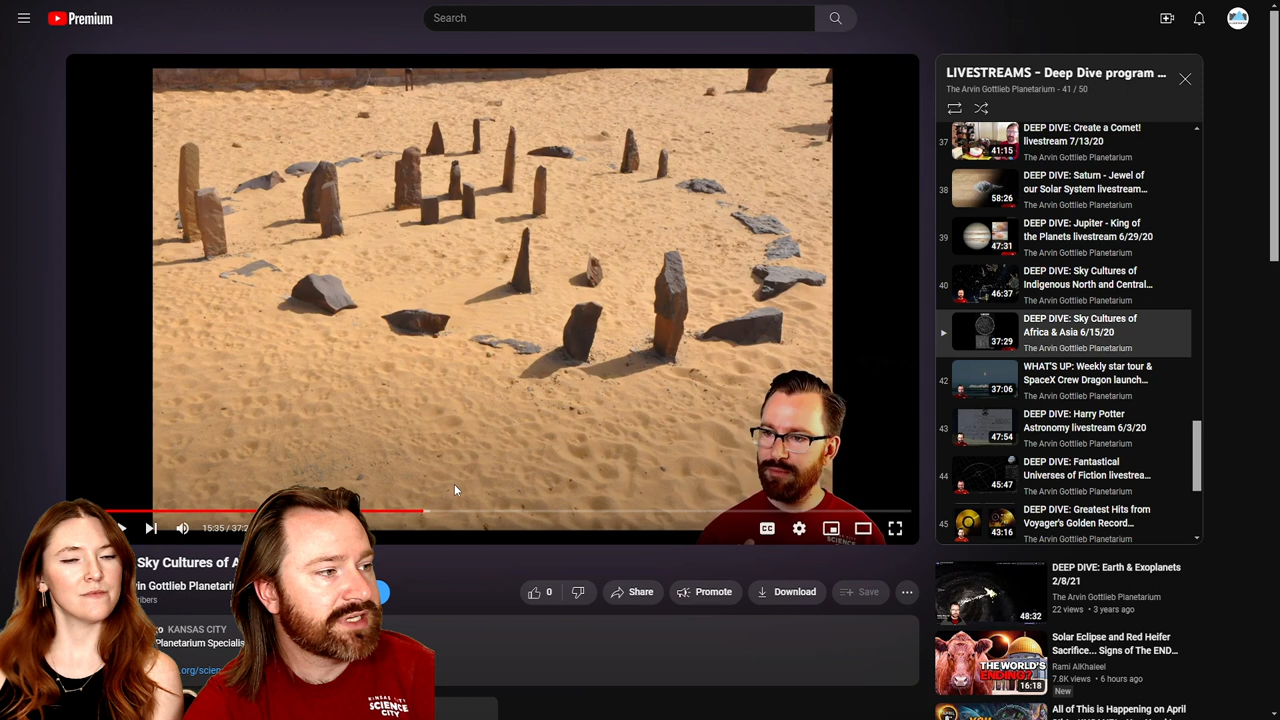 Premium
Search
LIVESTREAMS - Deep Dive program ...
The Arvin Gottlieb Planetarium - 41 / 50
37
41:15
DEEP DIVE: Create a Comet!
livestream 7/13/20
The Arvin Gottlieb Planetarium
38
58:26
DEEP DIVE: Saturn - Jewel of
our Solar System livestream...
The Arvin Gottlieb Planetarium
39
47:31
DEEP DIVE: Jupiter - King of
the Planets livestream 6/29/20
The Arvin Gottlieb Planetarium
40
46:37
DEEP DIVE: Sky Cultures of
Indigenous North and Central...
The Arvin Gottlieb Planetarium
37:29
DEEP DIVE: Sky Cultures of
Africa & Asia 6/15/20
The Arvin Gottlieb Planetarium
42
37:06
WHAT'S UP: Weekly star tour &
SpaceX Crew Dragon launch...
The Arvin Gottlieb Planetarium
43
47:54
DEEP DIVE: Harry Potter
Astronomy livestream 6/3/20
The Arvin Gottlieb Planetarium
44
45:47
DEEP DIVE: Fantastical
Universes of Fiction livestrea...
The Arvin Gottlieb Planetarium
45
43:16
DEEP DIVE: Greatest Hits from
Voyager's Golden Record...
The Arvin Gottlieb Planetarium
15:35 / 37:2
CC
SCIENCE
Sky Cultures of A
vin Gottlieb Planetari
ribers
0
Share
Promote
Download
Save
KANSAS CITY
Planetarium Specialis
.org/scien
KANSAS CITY
SCIENCE
CITY
48:32
DEEP DIVE: Earth & Exoplanets
2/8/21
The Arvin Gottlieb Planetarium
22 views • 3 years ago
THE WORLD'S
ENDING?
16:18
Solar Eclipse and Red Heifer
Sacrifice... Signs of The END...
Rami AlKhaleel
7.8K views • 6 hours ago
New
All of this is Happening on April